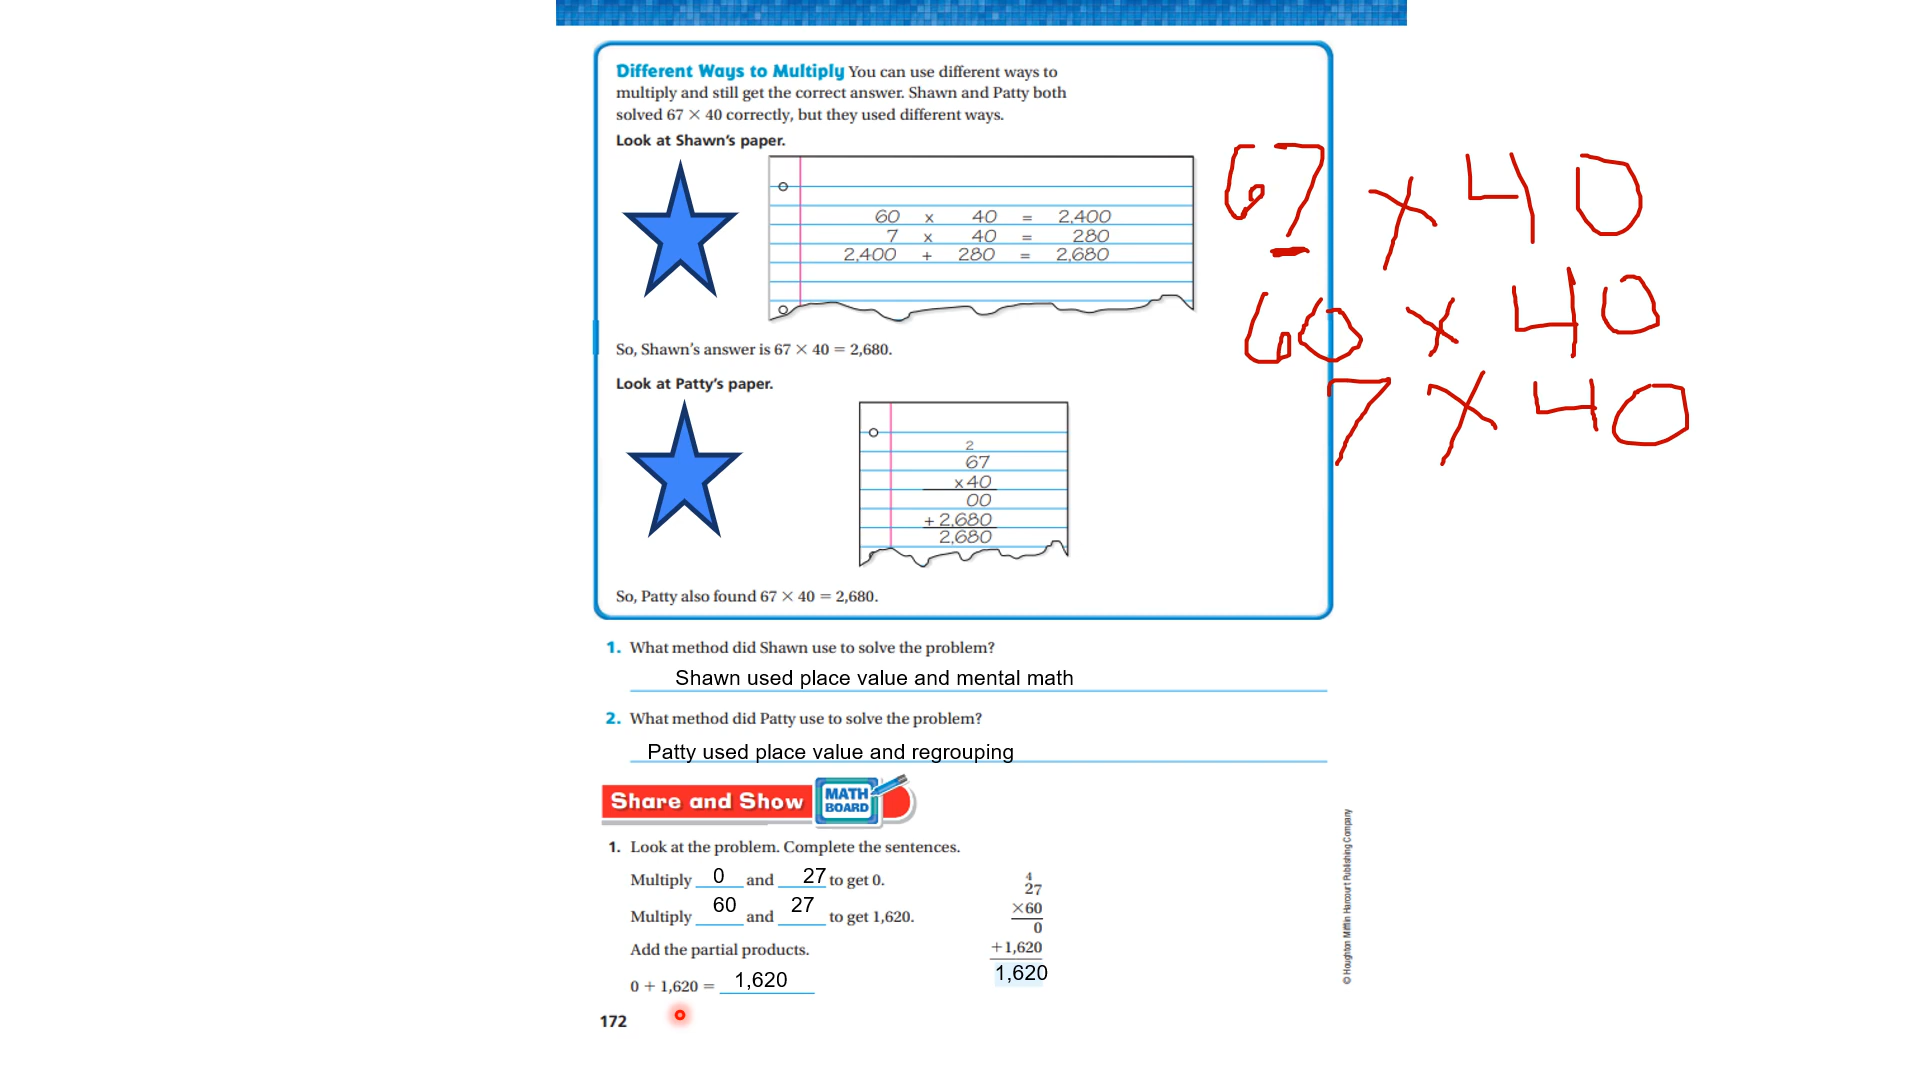 Different Ways to Multiply You can use different ways to
multiply and still get the correct answer. Shawn and Patty both
solved 67 × 40 correctly, but they used different ways.
Look at Shawn's paper.
60 x 40 = 2,400
7 x 40 = 280
2,400 + 280 = 2,680
67 x 40
60 x 40
7 x 40
So, Shawn's answer is 67 × 40 = 2,680.
Look at Patty's paper.
2
67
x 40
00
+ 2,680
2,680
So, Patty also found 67 × 40 = 2,680.
1. What method did Shawn use to solve the problem?
Shawn used place value and mental math
2. What method did Patty use to solve the problem?
Patty used place value and regrouping
Share and Show MATH BOARD
1. Look at the problem. Complete the sentences.
Multiply 0 and 27 to get 0.
Multiply 60 and 27 to get 1,620.
Add the partial products.
0 + 1,620 = 1,620
4
27
×60
0
+1,620
1,620
172
© Houghton Mifflin Harcourt Publishing Company